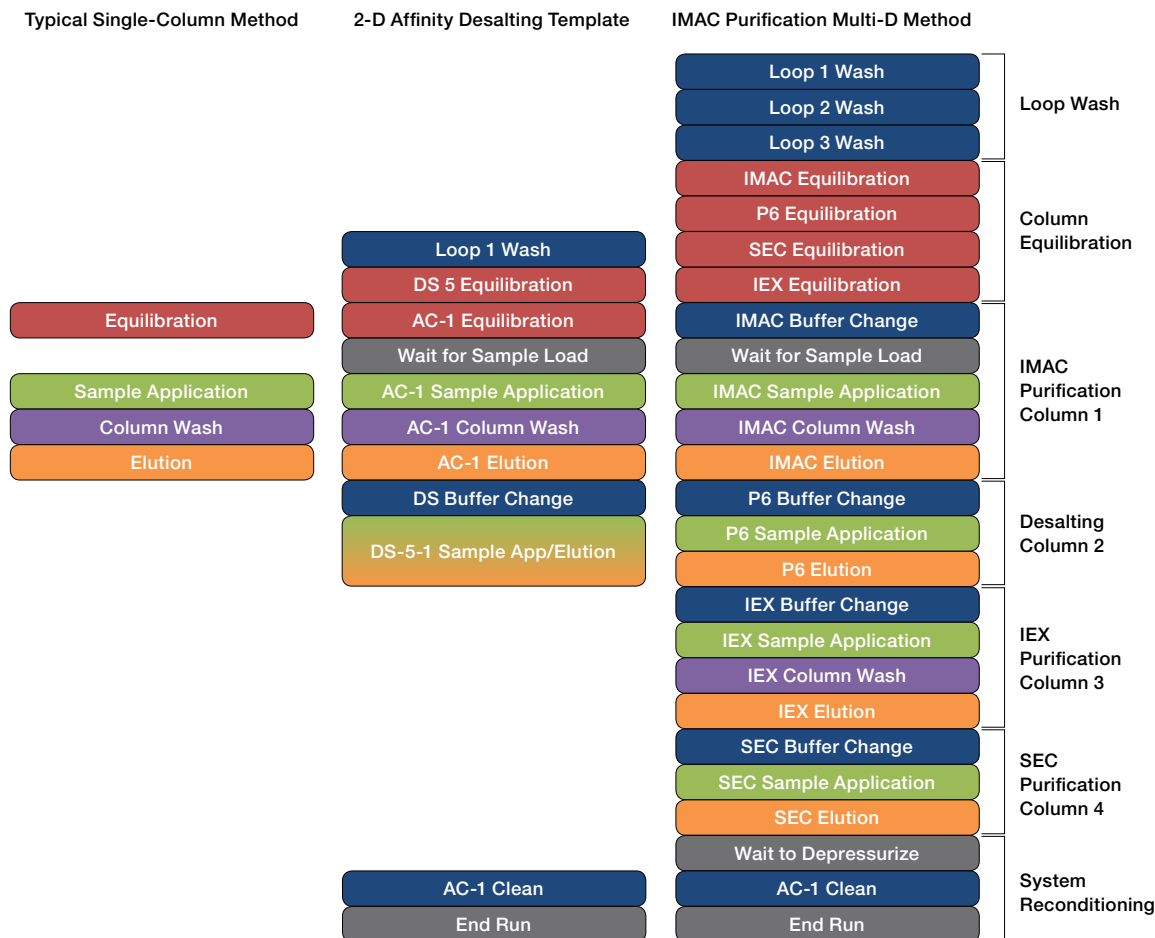 Typical Single-Column Method
2-D Affinity Desalting Template
IMAC Purification Multi-D Method
Equilibration
Sample Application
Column Wash
Elution
Loop 1 Wash
DS 5 Equilibration
AC-1 Equilibration
Wait for Sample Load
AC-1 Sample Application
AC-1 Column Wash
AC-1 Elution
DS Buffer Change
DS-5-1 Sample App/Elution
AC-1 Clean
End Run
Loop 1 Wash
Loop 2 Wash
Loop 3 Wash
IMAC Equilibration
P6 Equilibration
SEC Equilibration
IEX Equilibration
IMAC Buffer Change
Wait for Sample Load
IMAC Sample Application
IMAC Column Wash
IMAC Elution
P6 Buffer Change
P6 Sample Application
P6 Elution
IEX Buffer Change
IEX Sample Application
IEX Column Wash
IEX Elution
SEC Buffer Change
SEC Sample Application
SEC Elution
Wait to Depressurize
AC-1 Clean
End Run
Loop Wash
Column
Equilibration
IMAC
Purification
Column 1
Desalting
Column 2
IEX
Purification
Column 3
SEC
Purification
Column 4
System
Reconditioning